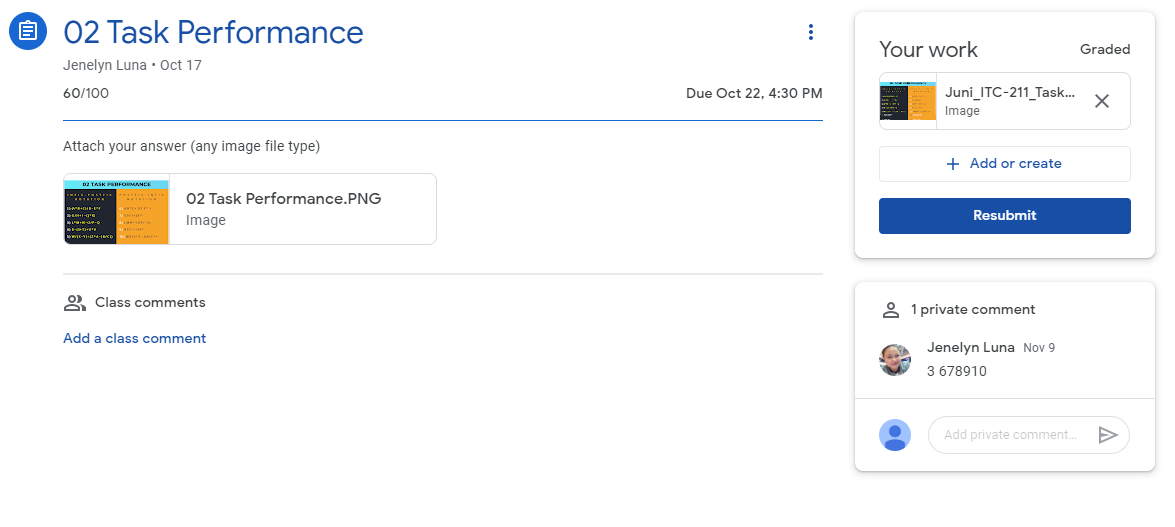 02 Task Performance
Jenelyn Luna • Oct 17
60/100
Due Oct 22, 4:30 PM
Attach your answer (any image file type)
02 TASK PERFORMANCE
02 Task Performance.PNG
Image
Class comments
Add a class comment
Your work
Graded
Juni_ITC-211_Task...
Image
Add or create
Resubmit
1 private comment
Jenelyn Luna Nov 9
3 678910
Add private comment...